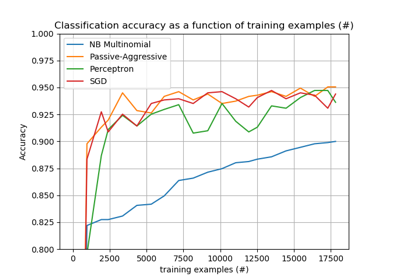 Classification accuracy as a function of training examples (#)
1.000
0.975
0.950
0.925
0.900
0.875
0.850
0.825
0.800
Accuracy
NB Multinomial
Passive-Aggressive
Perceptron
SGD
0 2500 5000 7500 10000 12500 15000 17500
training examples (#)